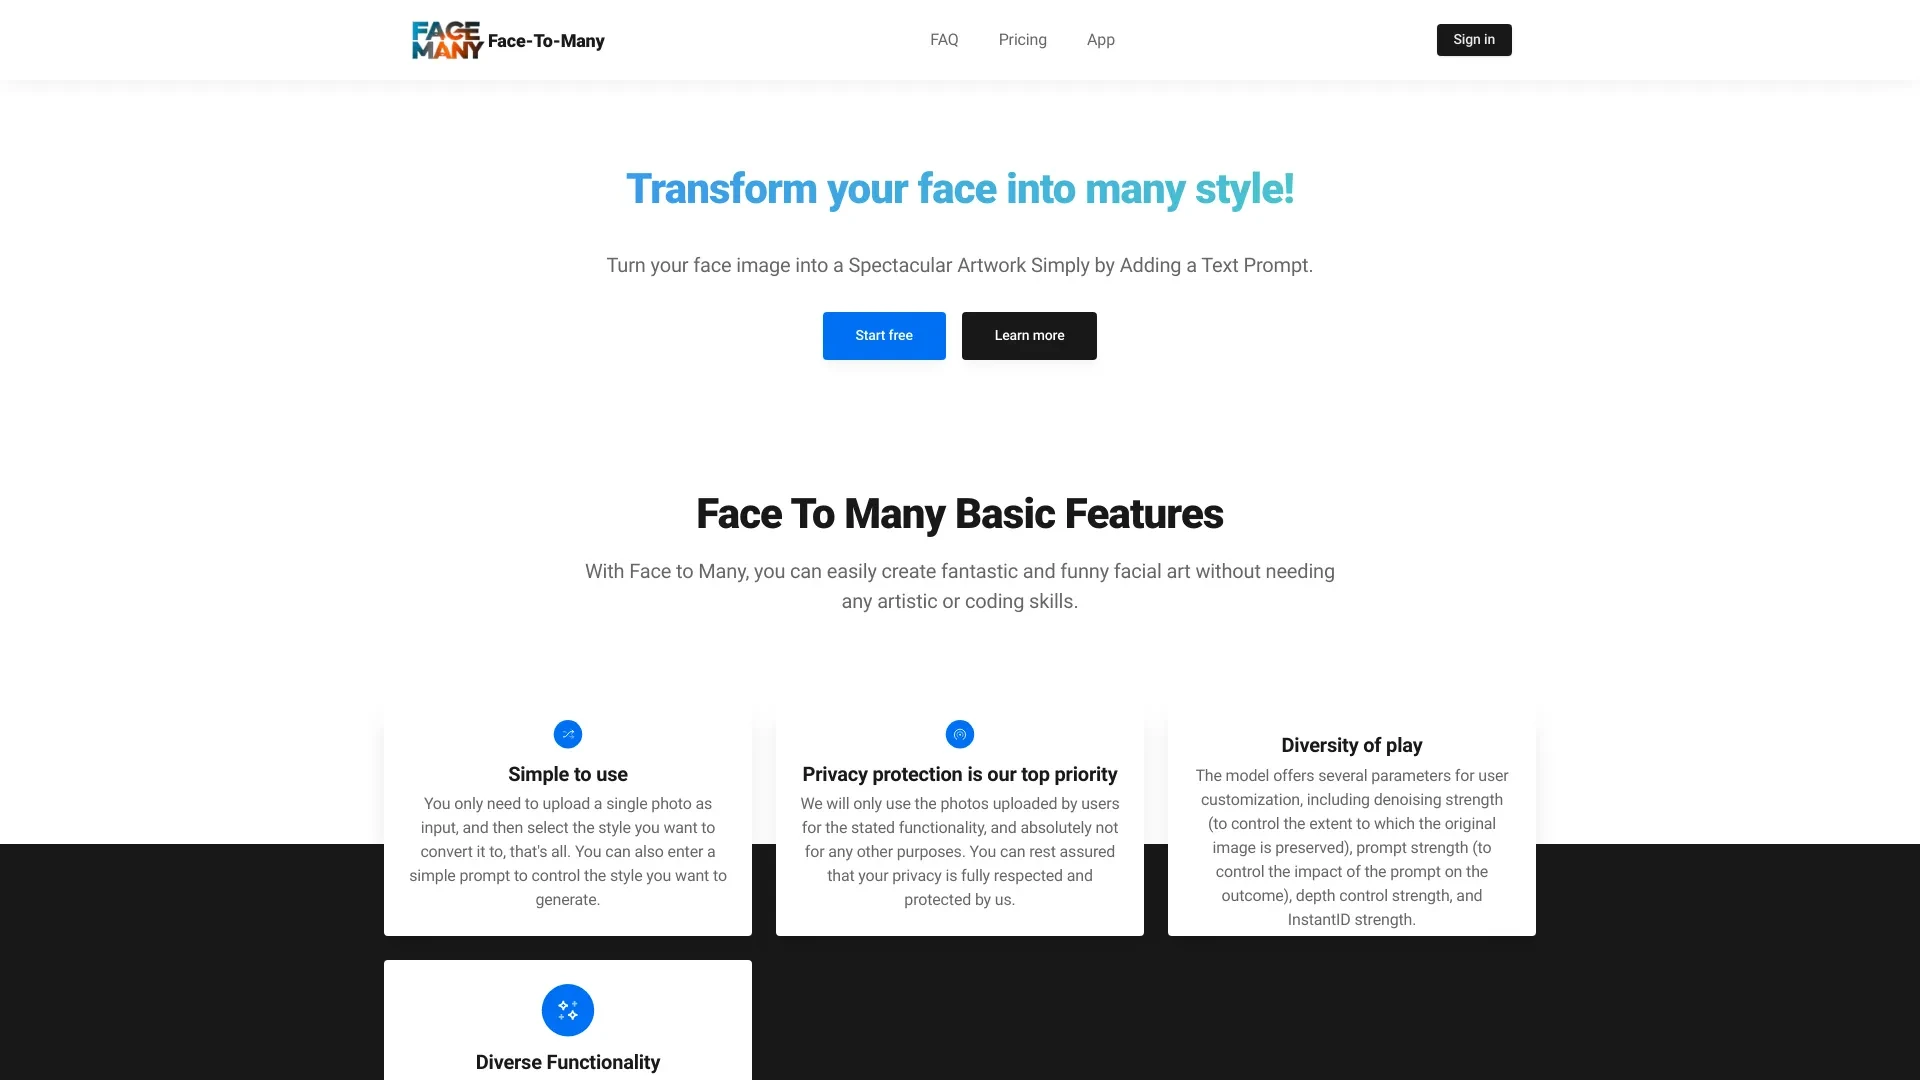 FACE
MANY
Face-To-Many
FAQ
Pricing
App
Sign in
Transform your face into many style!
Turn your face image into a Spectacular Artwork Simply by Adding a Text Prompt.
Start free
Learn more
Face To Many Basic Features
With Face to Many, you can easily create fantastic and funny facial art without needing
any artistic or coding skills.
Simple to use
You only need to upload a single photo as
input, and then select the style you want to
convert it to, that's all. You can also enter a
simple prompt to control the style you want to
generate.
Privacy protection is our top priority
We will only use the photos uploaded by users
for the stated functionality, and absolutely not
for any other purposes. You can rest assured
that your privacy is fully respected and
protected by us.
Diversity of play
The model offers several parameters for user
customization, including denoising strength
(to control the extent to which the original
image is preserved), prompt strength (to
control the impact of the prompt on the
outcome), depth control strength, and
InstantID strength.
Diverse Functionality